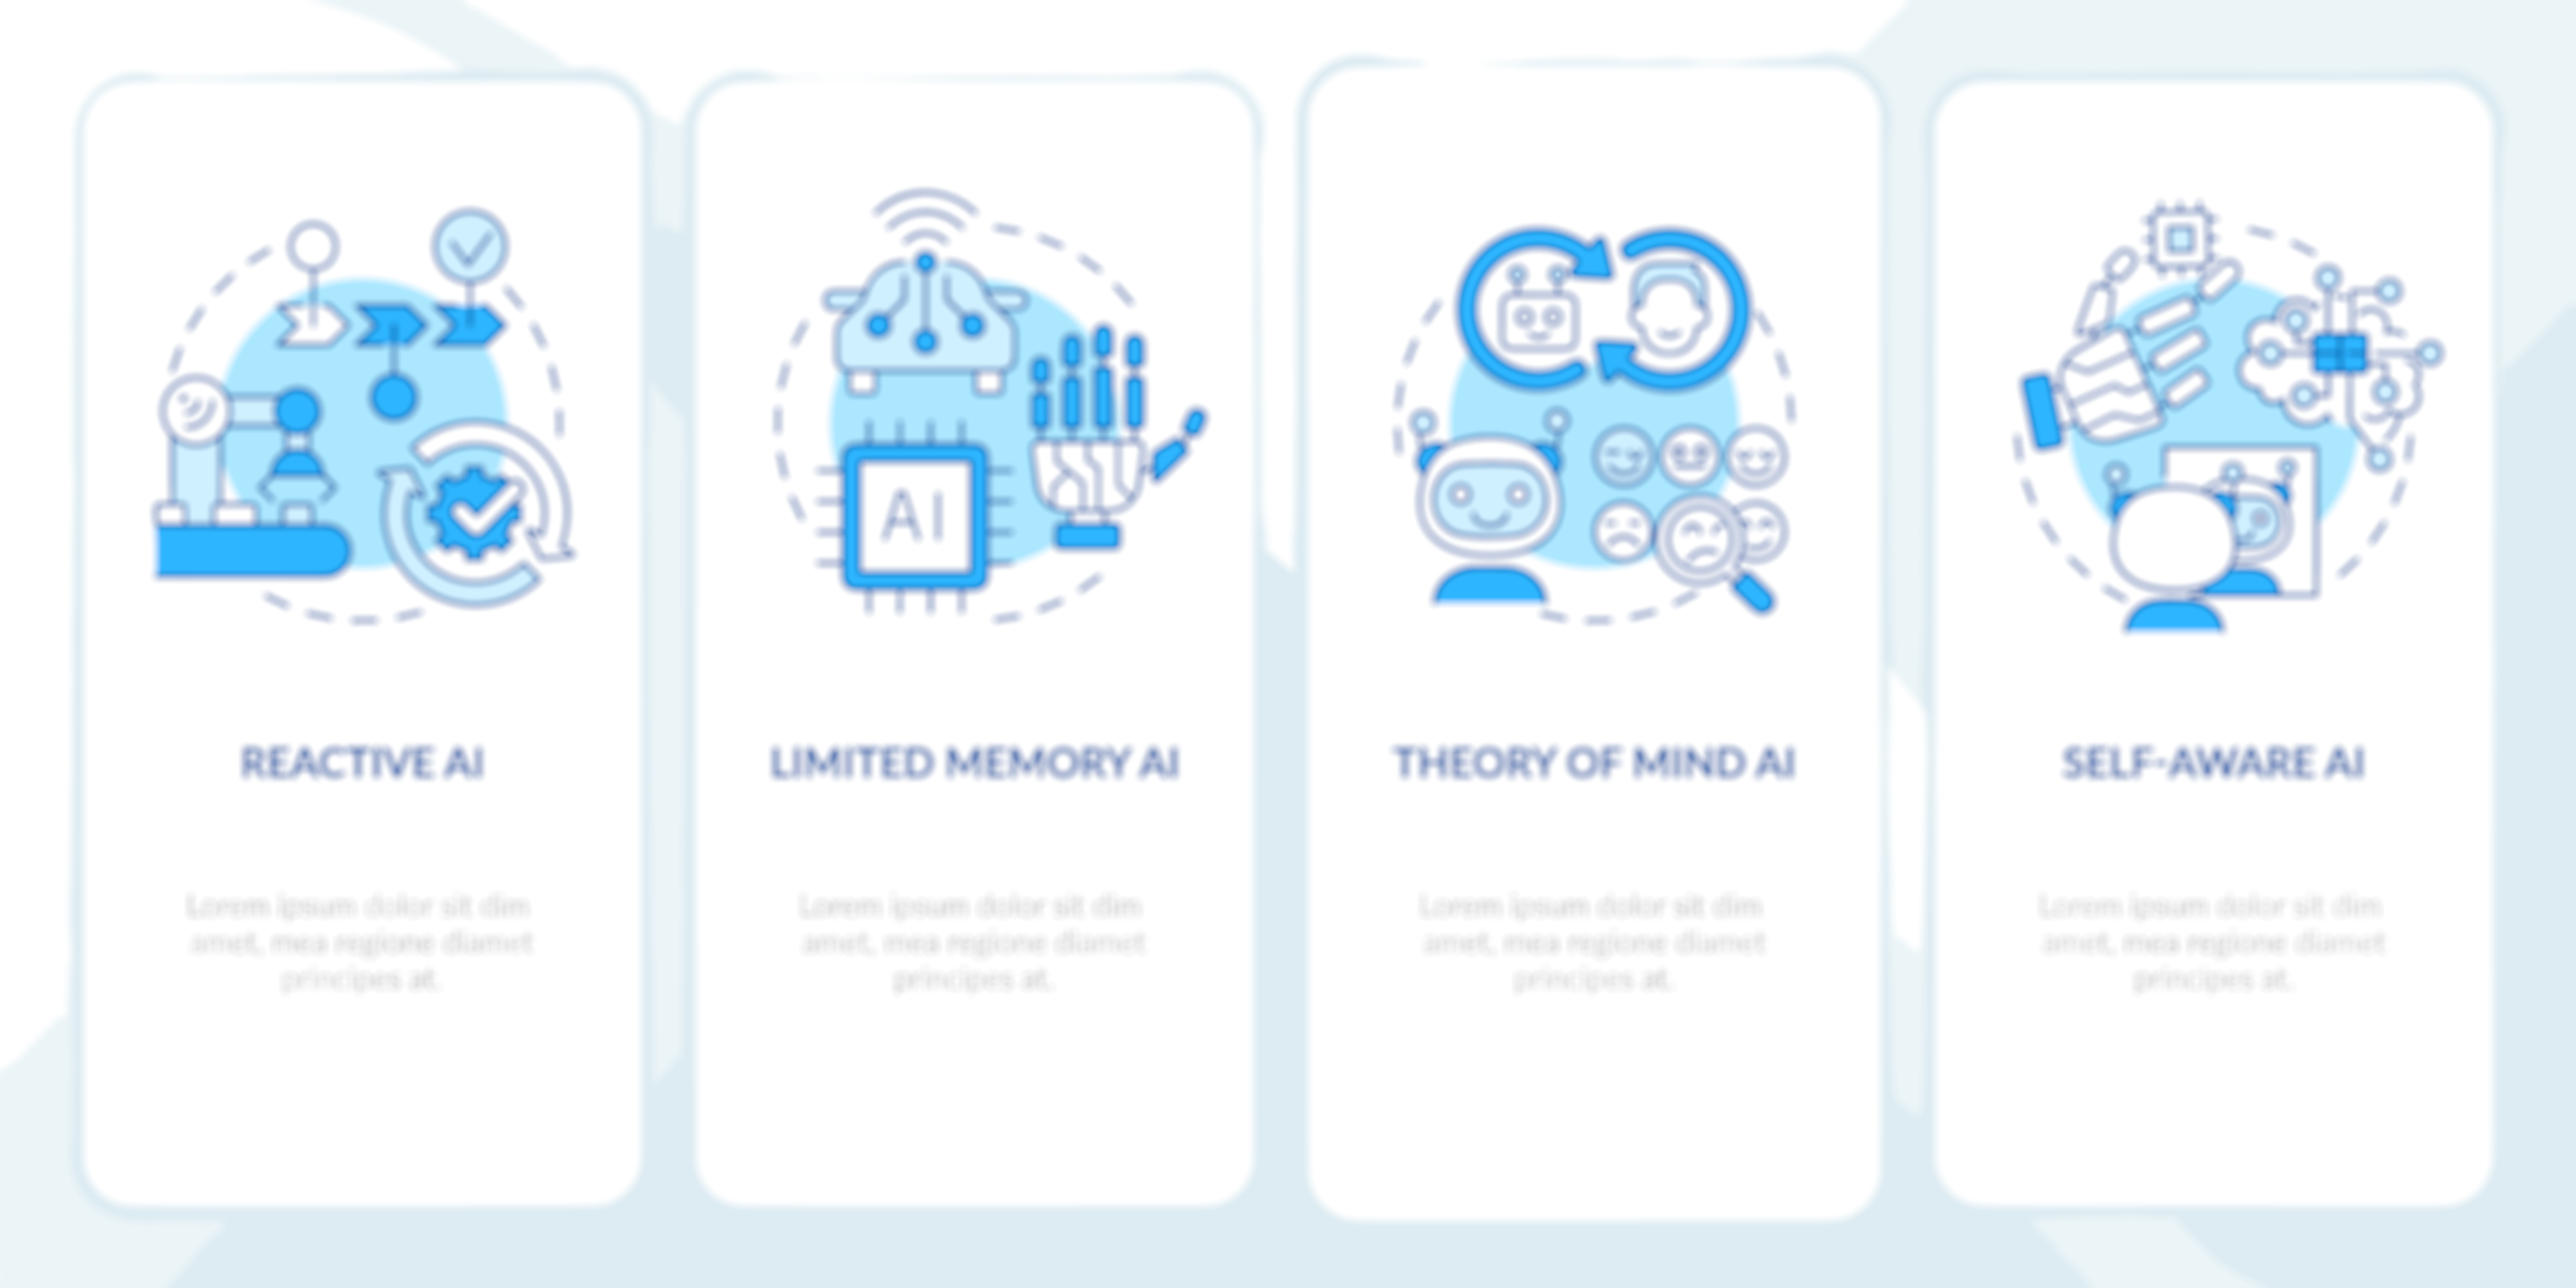 AI
REACTIVE AI
Lorem ipsum dolor sit dim
amet, mea regione diamet
principes at.
LIMITED MEMORY AI
Lorem ipsum dolor sit dim
amet, mea regione diamet
principes at.
THEORY OF MIND AI
Lorem ipsum dolor sit dim
amet, mea regione diamet
principes at.
SELF-AWARE AI
Lorem ipsum dolor sit dim
amet, mea regione diamet
principes at.